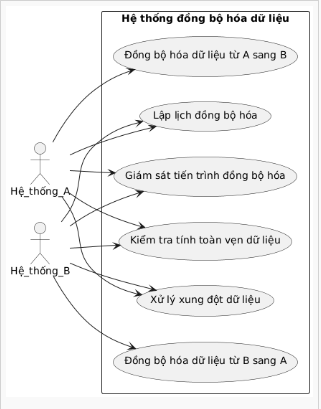 Hệ thống đồng bộ hóa dữ liệu
Đồng bộ hóa dữ liệu từ A sang B
Lập lịch đồng bộ hóa
Giám sát tiến trình đồng bộ hóa
Hệ_thống_A
Kiểm tra tính toàn vẹn dữ liệu
Hệ_thống_B
Xử lý xung đột dữ liệu
Đồng bộ hóa dữ liệu từ B sang A